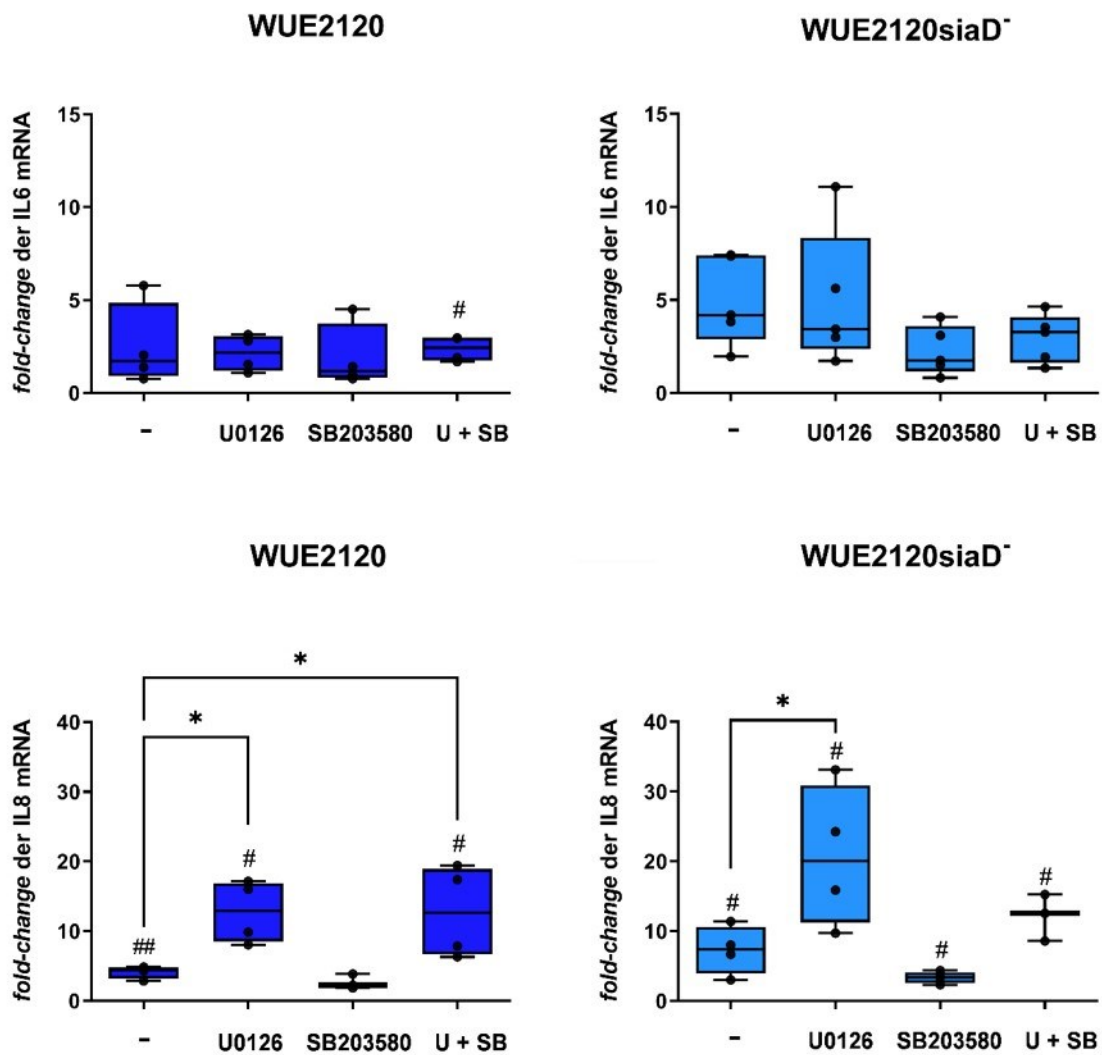 WUE2120
fold-change der IL6 mRNA
15
10
5
0
#
– U0126 SB203580 U + SB
WUE2120siaD⁻
fold-change der IL6 mRNA
15
10
5
0
– U0126 SB203580 U + SB
WUE2120
fold-change der IL8 mRNA
*
*
40
30
20
10
0
## # #
– U0126 SB203580 U + SB
WUE2120siaD⁻
fold-change der IL8 mRNA
*
40
30
20
10
0
# # # #
– U0126 SB203580 U + SB